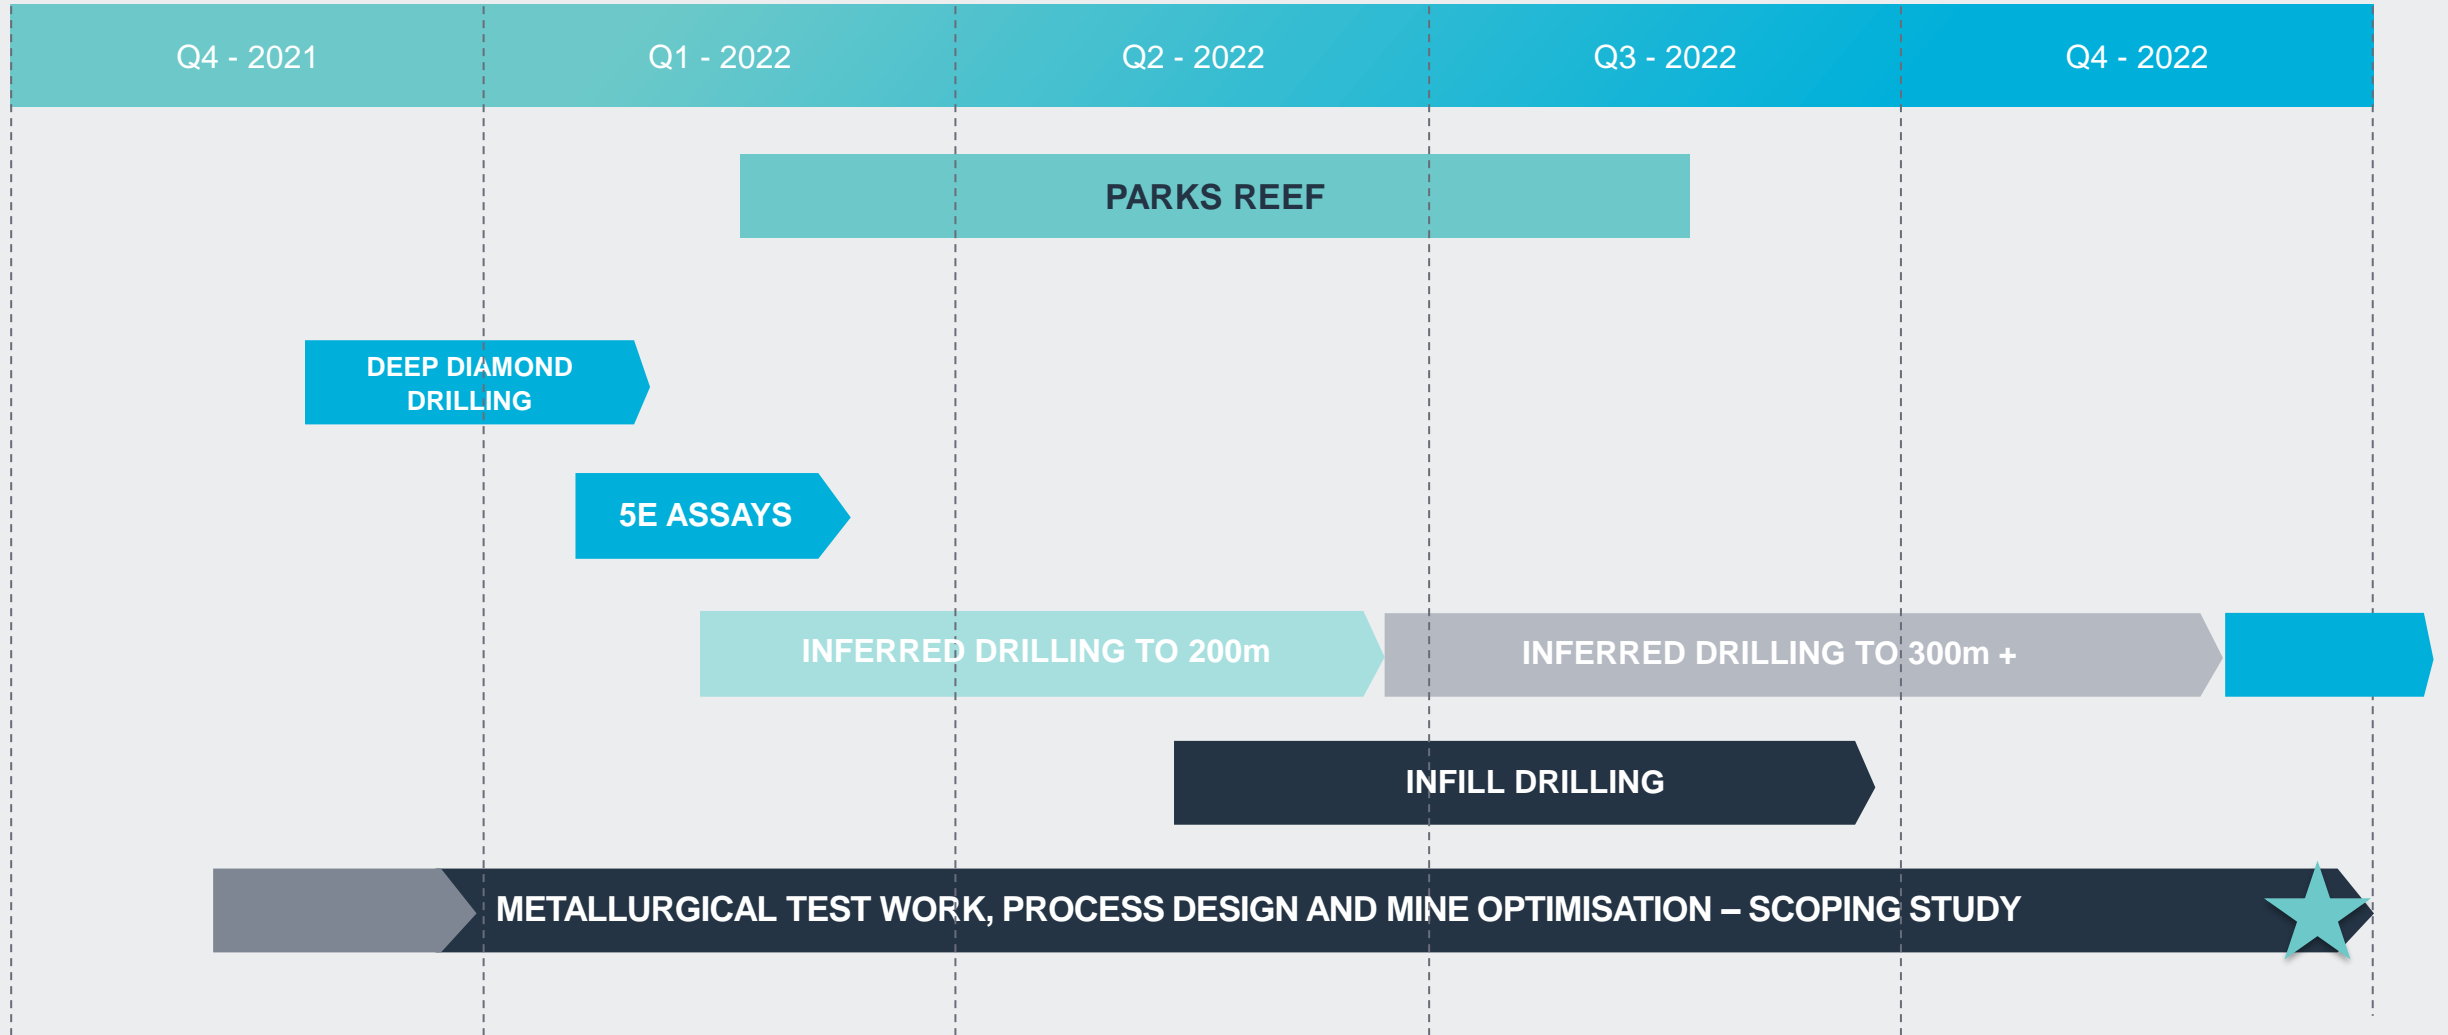 Q4 - 2021
Q1 - 2022
Q2 - 2022
Q3 - 2022
Q4 - 2022
PARKS REEF
DEEP DIAMOND
DRILLING
5E ASSAYS
INFERRED DRILLING TO 200m
INFERRED DRILLING TO 300m +
INFILL DRILLING
METALLURGICAL TEST WORK, PROCESS DESIGN AND MINE OPTIMISATION – SCOPING STUDY